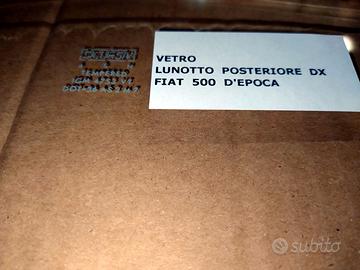 TEMPERED
VETRO
LUNOTTO POSTERIORE DX
FIAT 500 D'EPOCA
subito